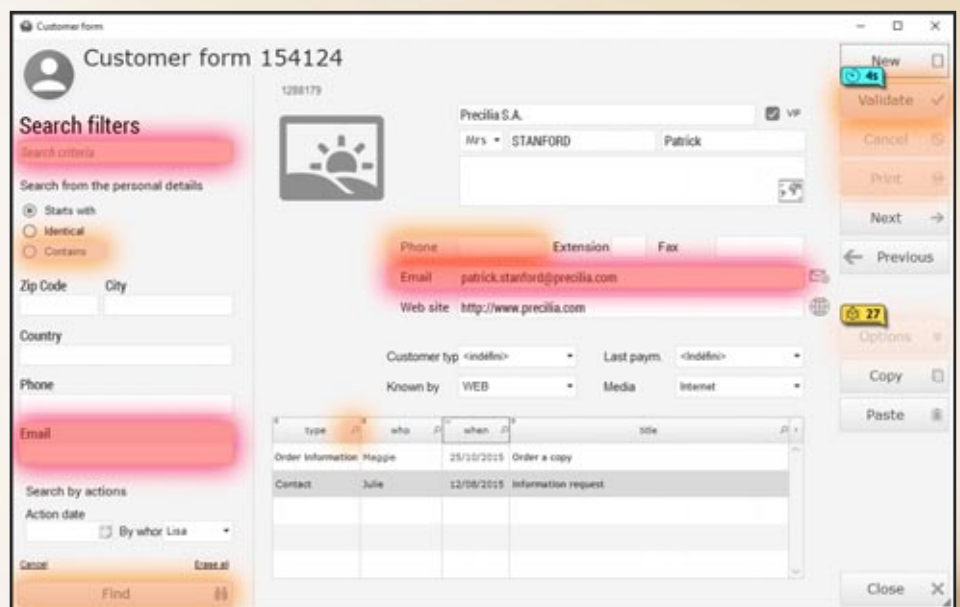 Customer form
Customer form 154124
1288179
Search filters
Search criteria
Search from the personal details
Starts with
Identical
Contains
Zip Code City
Country
Phone
Email
Search by actions
Action date
By whor Lisa
Cancel Erase all
Find
Precilia S.A. VIP
Mrs STANFORD Patrick
Phone Extension Fax
Email patrick.stanford@precilia.com
Web site http://www.precilia.com
Customer typ <Indéfini> Last paym. <Indéfini>
Known by WEB Media Internet
type who when title
Order Information Maggie 25/10/2015 Order a copy
Contact Julie 12/08/2015 Information request
New
4s
Validate
Cancel
Print
Next
Previous
27
Options
Copy
Paste
Close